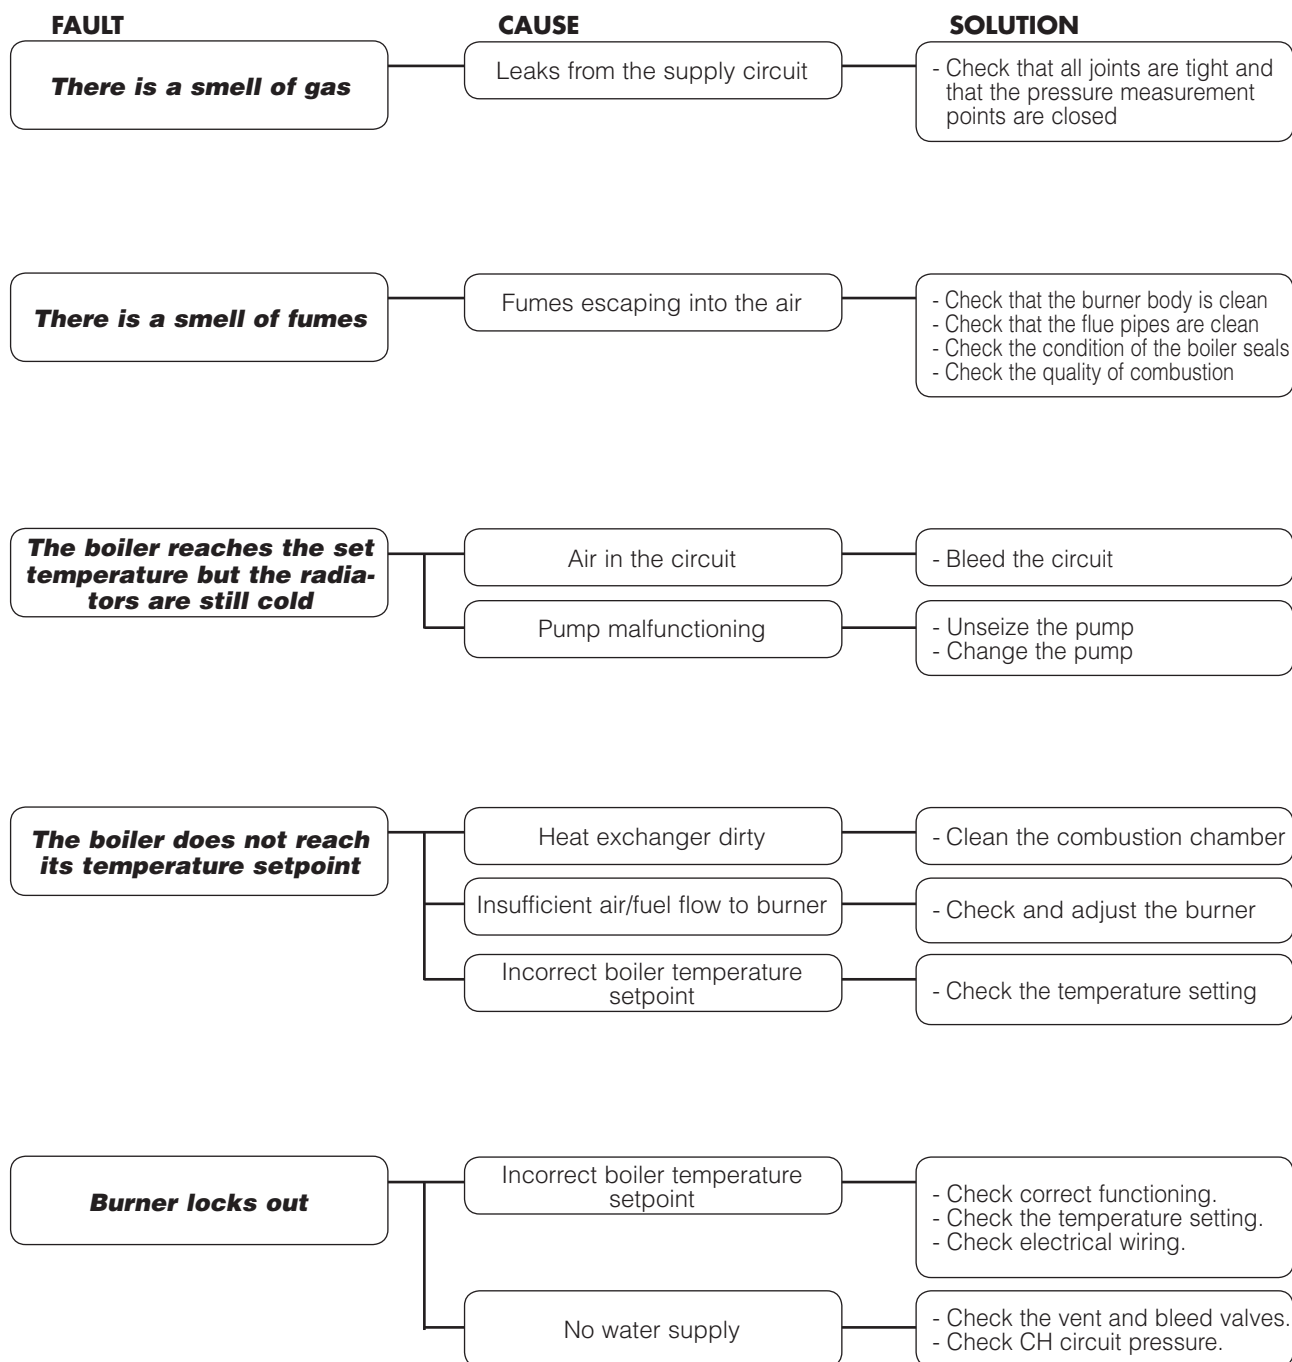 FAULT
CAUSE
SOLUTION
There is a smell of gas
Leaks from the supply circuit
- Check that all joints are tight and
that the pressure measurement
points are closed
There is a smell of fumes
Fumes escaping into the air
- Check that the burner body is clean
- Check that the flue pipes are clean
- Check the condition of the boiler seals
- Check the quality of combustion
The boiler reaches the set
temperature but the radia-
tors are still cold
Air in the circuit
- Bleed the circuit
Pump malfunctioning
- Unseize the pump
- Change the pump
The boiler does not reach
its temperature setpoint
Heat exchanger dirty
- Clean the combustion chamber
Insufficient air/fuel flow to burner
- Check and adjust the burner
Incorrect boiler temperature
setpoint
- Check the temperature setting
Burner locks out
Incorrect boiler temperature
setpoint
- Check correct functioning.
- Check the temperature setting.
- Check electrical wiring.
No water supply
- Check the vent and bleed valves.
- Check CH circuit pressure.